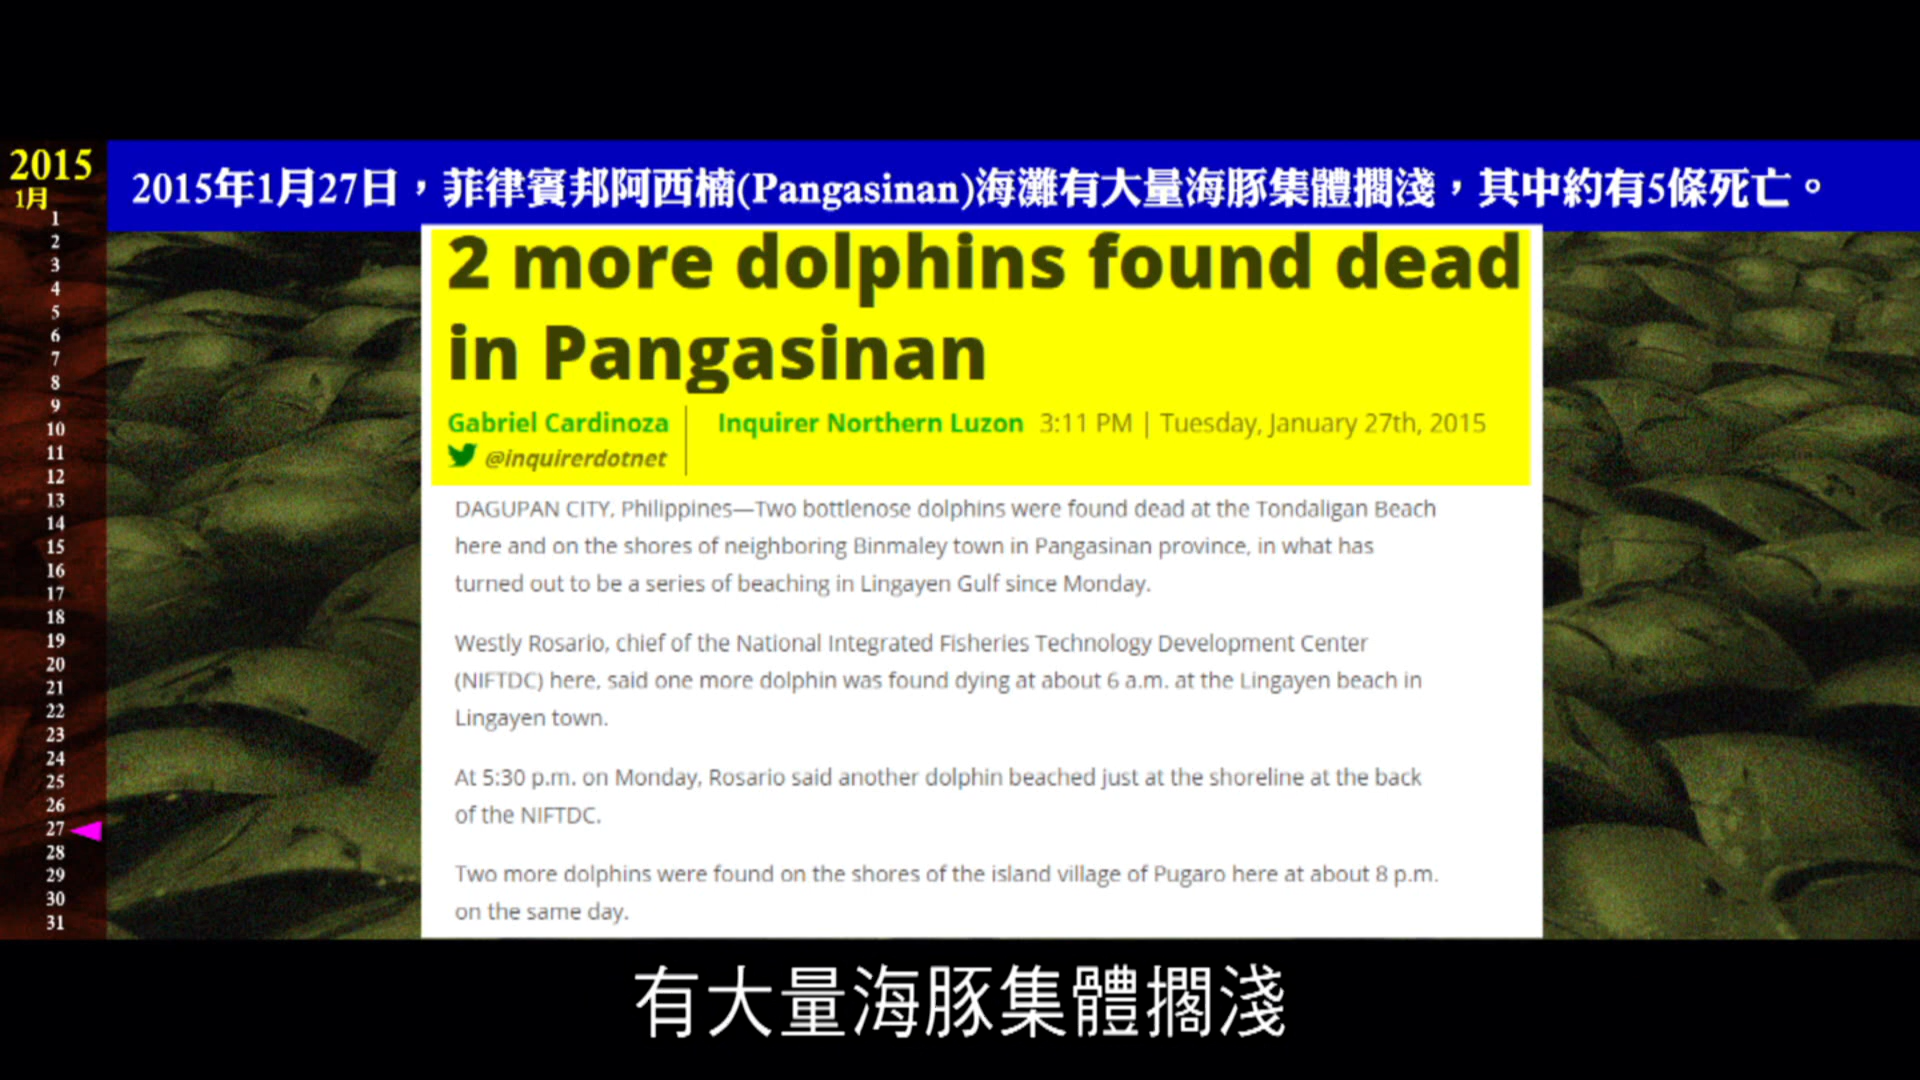 2015
1月
2015年1月27日，菲律賓邦阿西楠(Pangasinan)海灘有大量海豚集體擱淺，其中約有5條死亡。
1
2
3
4
5
6
7
8
9
10
11
12
13
14
15
16
17
18
19
20
21
22
23
24
25
26
27
28
29
30
31
2 more dolphins found dead
in Pangasinan
Gabriel Cardinoza
@inquirerdotnet
Inquirer Northern Luzon 3:11 PM | Tuesday, January 27th, 2015
DAGUPAN CITY, Philippines—Two bottlenose dolphins were found dead at the Tondaligan Beach
here and on the shores of neighboring Binmaley town in Pangasinan province, in what has
turned out to be a series of beaching in Lingayen Gulf since Monday.
Westly Rosario, chief of the National Integrated Fisheries Technology Development Center
(NIFTDC) here, said one more dolphin was found dying at about 6 a.m. at the Lingayen beach in
Lingayen town.
At 5:30 p.m. on Monday, Rosario said another dolphin beached just at the shoreline at the back
of the NIFTDC.
Two more dolphins were found on the shores of the island village of Pugaro here at about 8 p.m.
on the same day.
有大量海豚集體擱淺